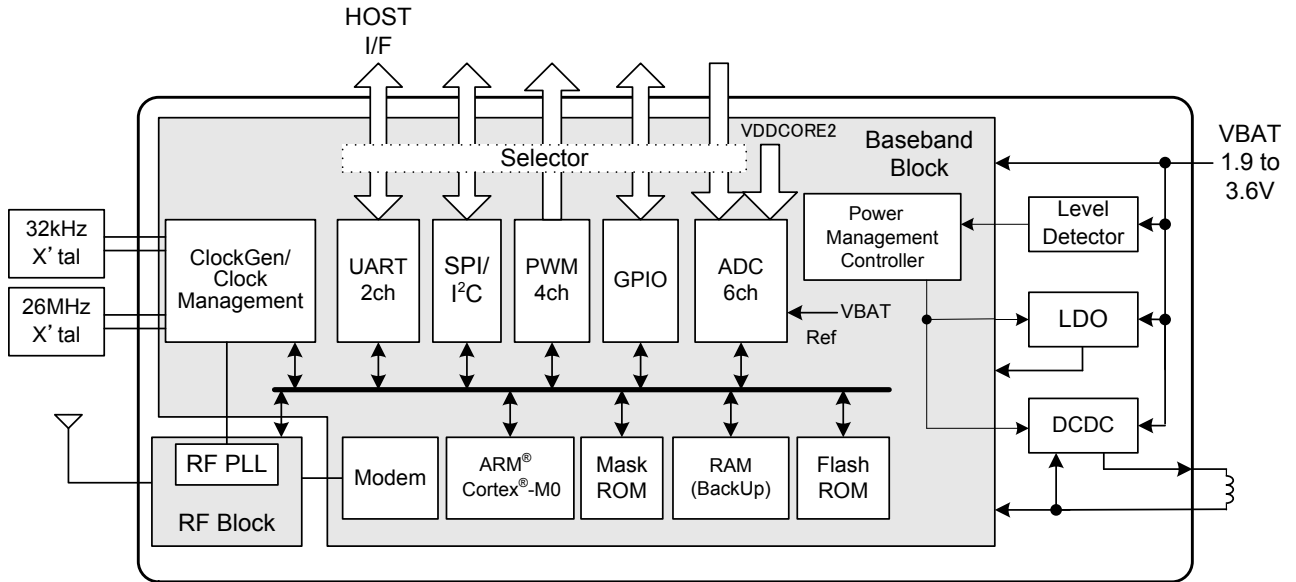 HOST
I/F
VDDCORE2
Baseband
Block
VBAT
1.9 to
3.6V
Selector
32kHz
X’tal
26MHz
X’tal
ClockGen/
Clock
Management
UART
2ch
SPI/
I²C
PWM
4ch
GPIO
ADC
6ch
VBAT
Ref
Power
Management
Controller
Level
Detector
LDO
DCDC
RF PLL
RF Block
Modem
ARM®
Cortex®-M0
Mask
ROM
RAM
(BackUp)
Flash
ROM